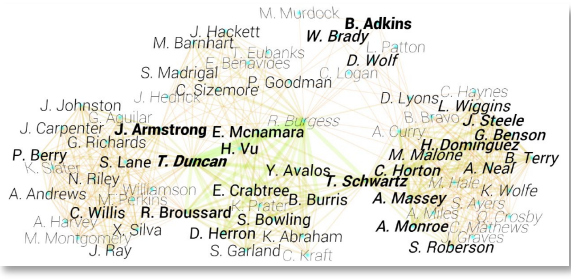 M. Murdock
B. Adkins
J. Hackett
W. Brady
M. Barnhart
L. Patton
T. Eubanks
E. Benavides
D. Wolf
S. Madrigal
C. Logan
P. Goodman
C. Sizemore
J. Hedrick
C. Haynes
D. Lyons
L. Wiggins
J. Johnston
G. Aguilar
R. Burgess
B. Bravo
J. Steele
J. Carpenter
J. Armstrong
E. Mcnamara
A. Curry
G. Benson
G. Richards
H. Vu
H. Dominguez
P. Berry
S. Lane
T. Duncan
M. Malone
B. Terry
K. Slater
Y. Avalos
C. Horton
A. Neal
N. Riley
T. Schwartz
M. Hale
A. Andrews
Williamson
E. Crabtree
K. Wolfe
M. Perkins
B. Burris
A. Massey
S. Ayers
C. Willis
R. Broussard
K. Prater
A. Miles
O. Crosby
A. Harvey
S. Bowling
X. Silva
A. Monroe
C. Mathews
M. Montgomery
D. Herron
K. Abraham
J. Graves
J. Ray
S. Garland
C. Kraft
S. Roberson